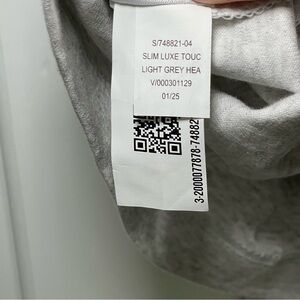 S/748821-04
SLIM LUXE TOUC
LIGHT GREY HEA
V/000301129
01/25
3-2000077878-74882